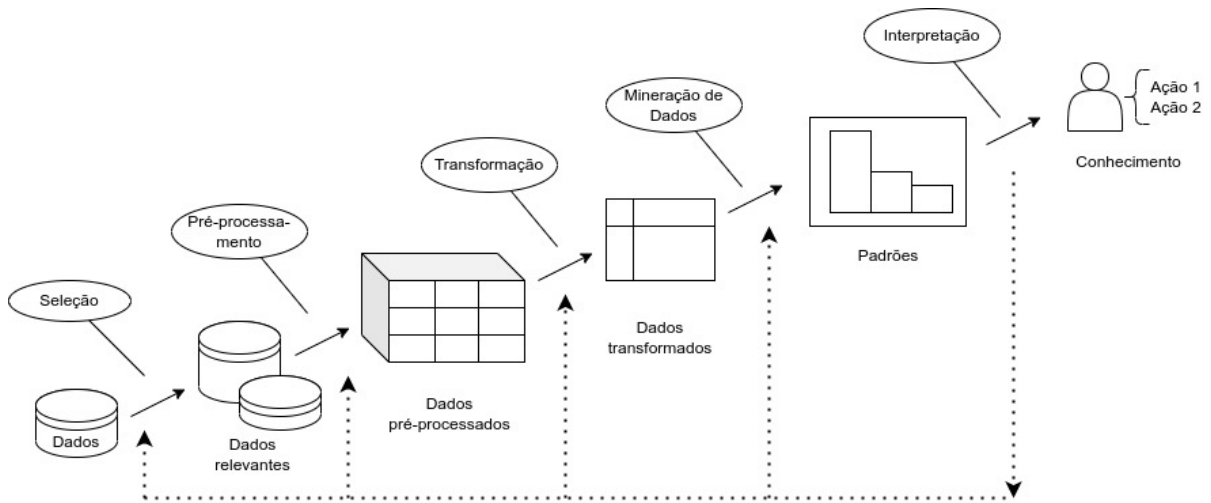 Seleção
Pré-processa-
mento
Transformação
Mineração de
Dados
Interpretação
Ação 1
Ação 2
Conhecimento
Padrões
Dados
transformados
Dados
pré-processados
Dados
relevantes
Dados